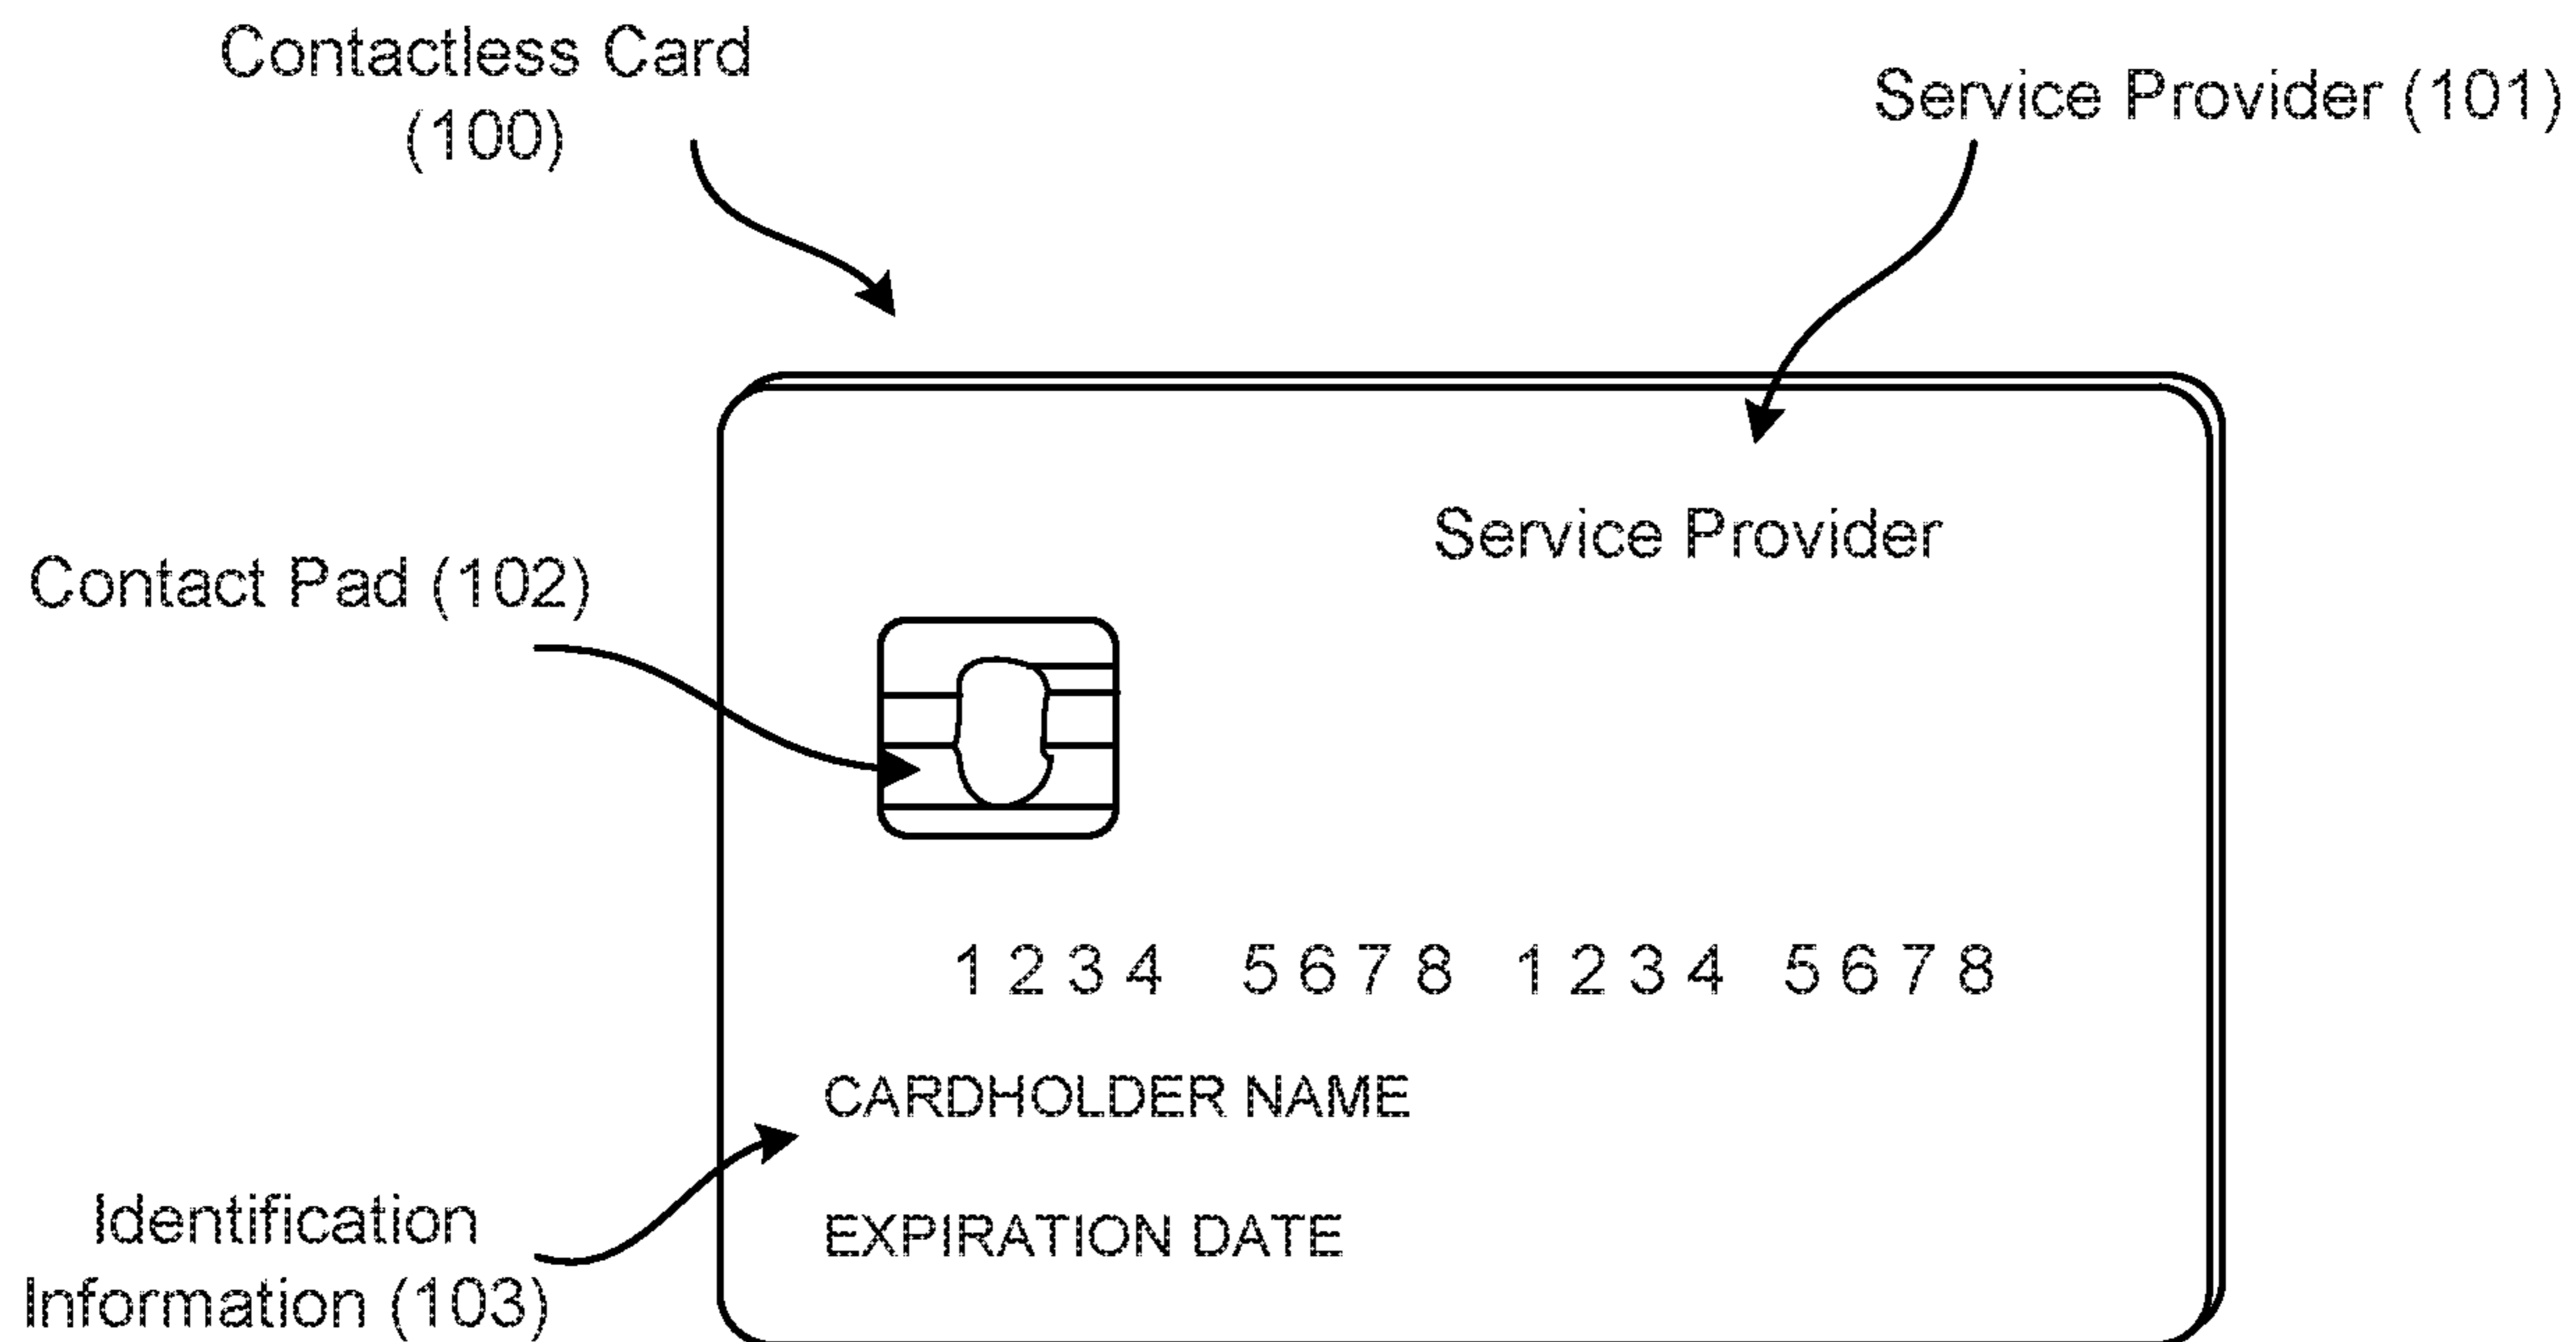 Contactless Card
(100)
Service Provider (101)
Service Provider
Contact Pad (102)
1234 5678 1234 5678
CARDHOLDER NAME
Identification
Information (103)
EXPIRATION DATE